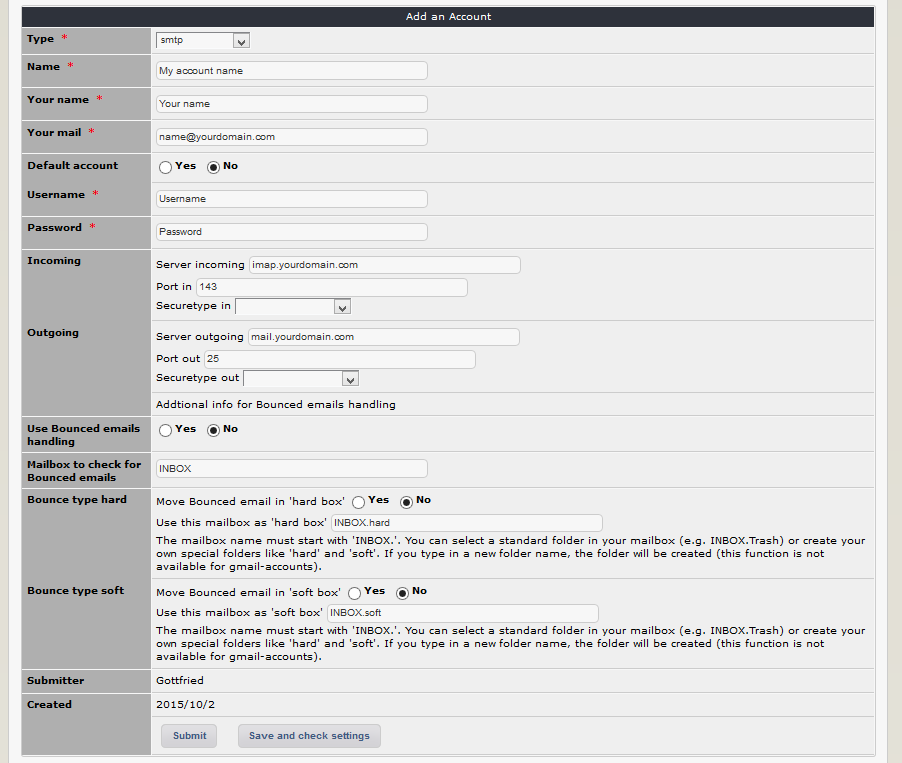 Add an Account
Type *
smtp
Name *
My account name
Your name *
Your name
Your mail *
name@yourdomain.com
Default account
Yes No
Username *
Username
Password *
Password
Incoming
Server incoming imap.yourdomain.com
Port in 143
Securetype in
Outgoing
Server outgoing mail.yourdomain.com
Port out 25
Securetype out
Addtional info for Bounced emails handling
Use Bounced emails
handling
Yes No
Mailbox to check for
Bounced emails
INBOX
Bounce type hard
Move Bounced email in 'hard box' Yes No
Use this mailbox as 'hard box' INBOX.hard
The mailbox name must start with 'INBOX.'. You can select a standard folder in your mailbox (e.g. INBOX.Trash) or create your
own special folders like 'hard' and 'soft'. If you type in a new folder name, the folder will be created (this function is not
available for gmail-accounts).
Bounce type soft
Move Bounced email in 'soft box' Yes No
Use this mailbox as 'soft box' INBOX.soft
The mailbox name must start with 'INBOX.'. You can select a standard folder in your mailbox (e.g. INBOX.Trash) or create your
own special folders like 'hard' and 'soft'. If you type in a new folder name, the folder will be created (this function is not
available for gmail-accounts).
Submitter
Gottfried
Created
2015/10/2
Submit Save and check settings